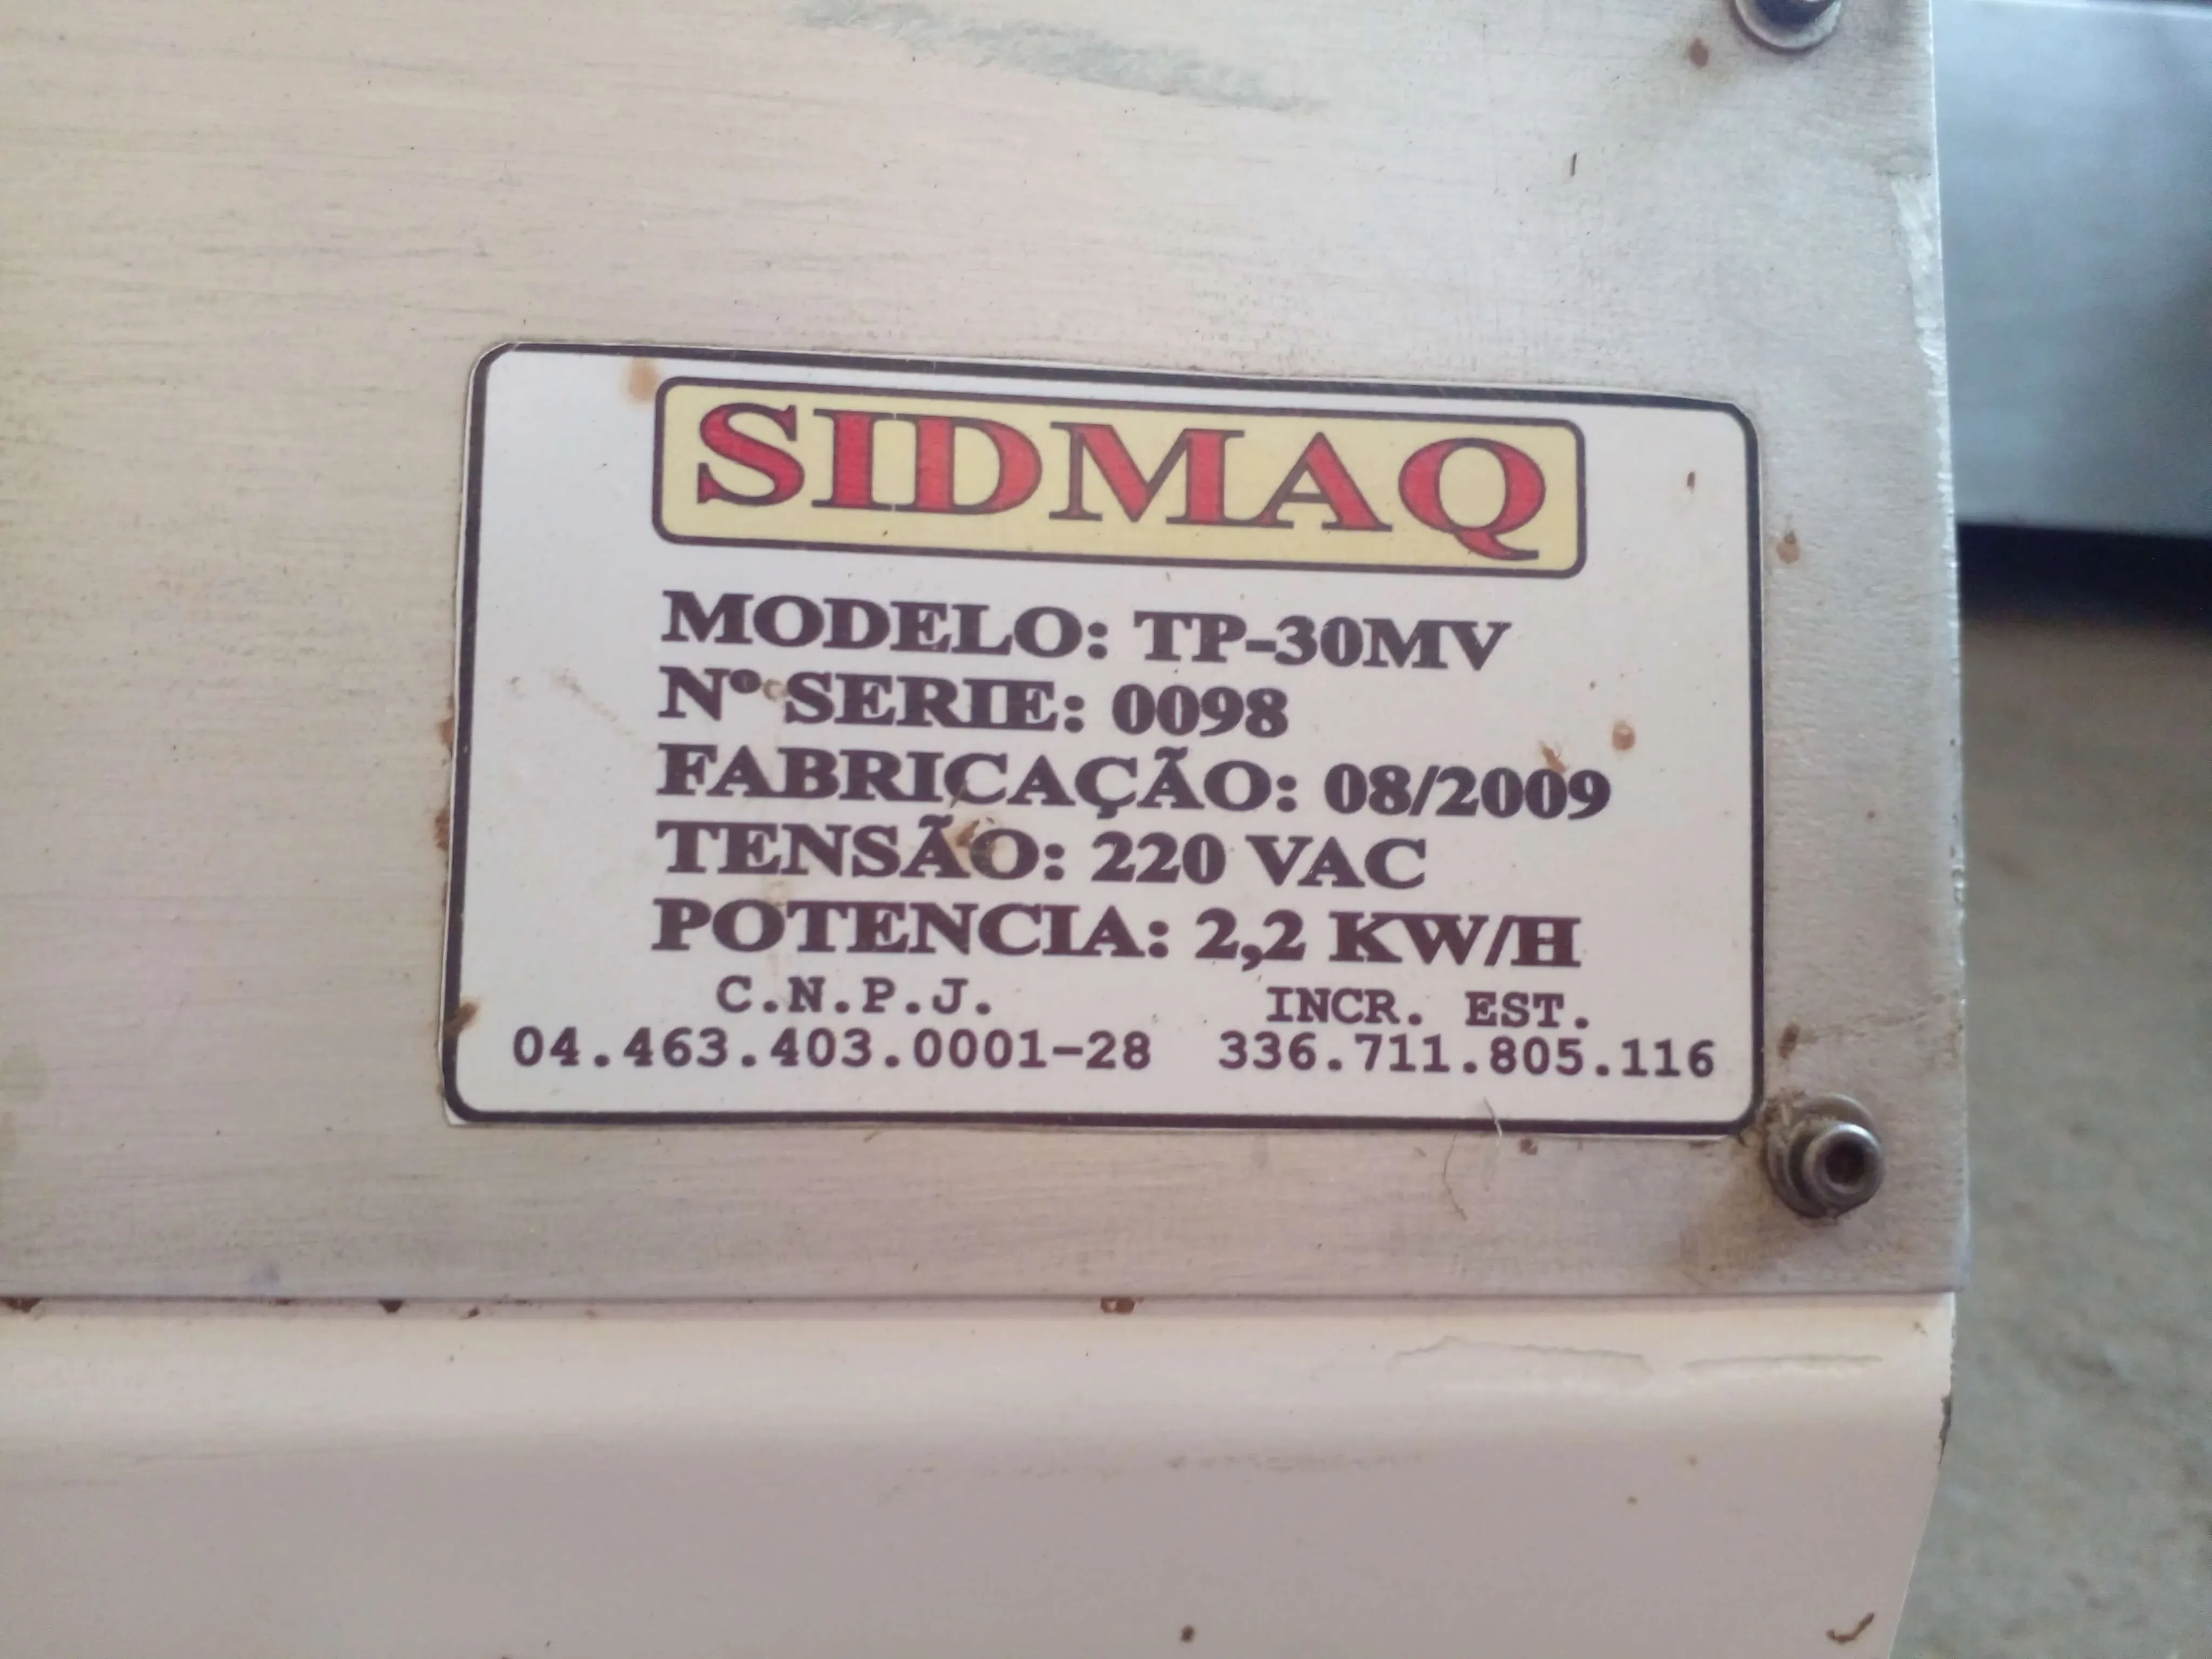 SIDMAQ
MODELO: TP-30MV
Nº SERIE: 0098
FABRICAÇÃO: 08/2009
TENSÃO: 220 VAC
POTENCIA: 2,2 KW/H
C.N.P.J. INCR. EST.
04.463.403.0001-28 336.711.805.116